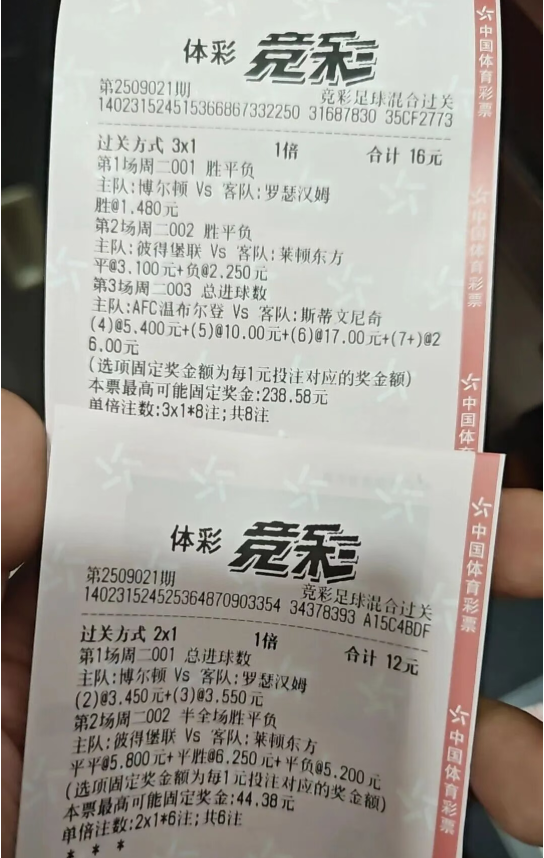 体彩 竞彩
第2509021期
竞彩足球混合过关
140231524515366867332250 31687830 35CF2773
过关方式 3x1 1倍 合计 16元
第1场周二001 胜平负
主队:博尔顿 Vs 客队:罗瑟汉姆
胜@1.480元
第2场周二002 胜平负
主队:彼得堡联 Vs 客队:莱顿东方
平@3.100元+负@2.250元
第3场周二003 总进球数
主队:AFC温布尔登 Vs 客队:斯蒂文尼奇
(4)@5.400元+(5)@10.00元+(6)@17.00元+(7+)@2
6.00元
(选项固定奖金额为每1元投注对应的奖金额)
本票最高可能固定奖金:238.58元
单倍注数:3x1*8注;共8注
中国体育彩票
中国体育彩票
中国体
体彩 竞彩
第2509021期
竞彩足球混合过关
140231524525364870903354 34378393 A15C4BDF
过关方式 2x1 1倍 合计 12元
第1场周二001 总进球数
主队:博尔顿 Vs 客队:罗瑟汉姆
(2)@3.450元+(3)@3.550元
第2场周二002 半全场胜平负
主队:彼得堡联 Vs 客队:莱顿东方
平平@5.800元+平胜@6.250元+平负@5.200元
(选项固定奖金额为每1元投注对应的奖金额)
本票最高可能固定奖金:44.38元
单倍注数:2x1*6注;共6注
* * *
中国体育彩票
中国体育彩票